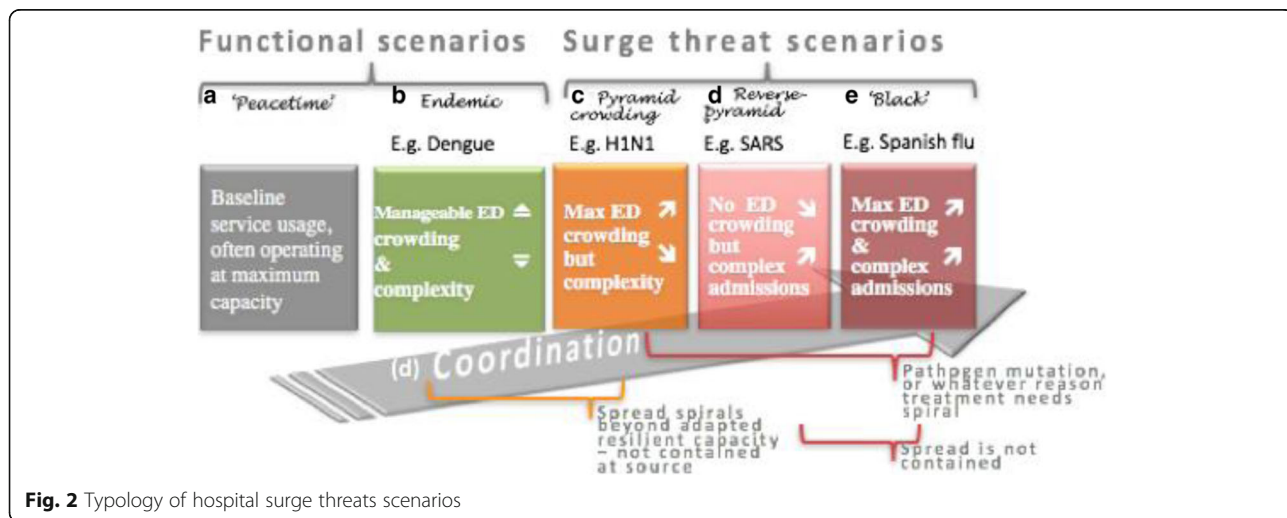 Functional scenarios
Surge threat scenarios
a 'Peacetime'
b Endemic
E.g. Dengue
c Pyramid
crowding
E.g. H1N1
d Reverse-
pyramid
E.g. SARS
e 'Black'
E.g. Spanish flu
Baseline
service usage,
often operating
at maximum
capacity
Manageable ED
crowding
&
complexity
Max ED
crowding
but
complexity
No ED
crowding
but
complex
admissions
Max ED
crowding
&
complex
admissions
(d) Coordination
Pathogen mutation,
or whatever reason
treatment needs
spiral
Spread spirals
beyond adapted
resilient capacity
– not contained
at source
Spread is not
contained
Fig. 2 Typology of hospital surge threats scenarios